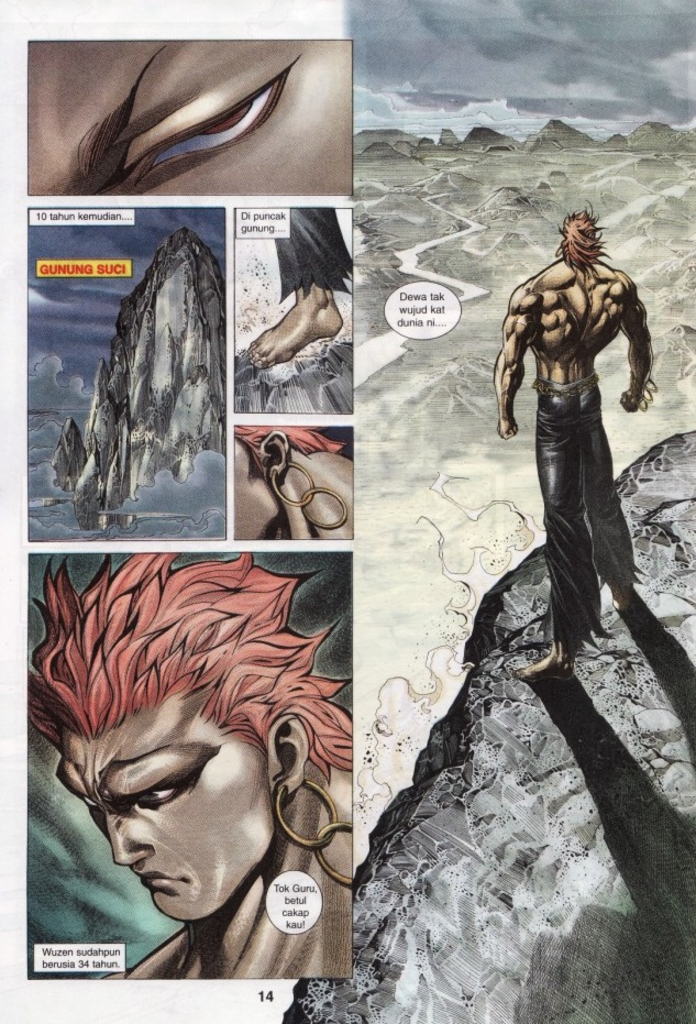 10 tahun kemudian....
GUNUNG SUCI
Di puncak
gunung....
Dewa tak
wujud kat
dunia ni....
Tok Guru,
betul
cakap
kau!
Wuzen sudahpun
berusia 34 tahun.
14